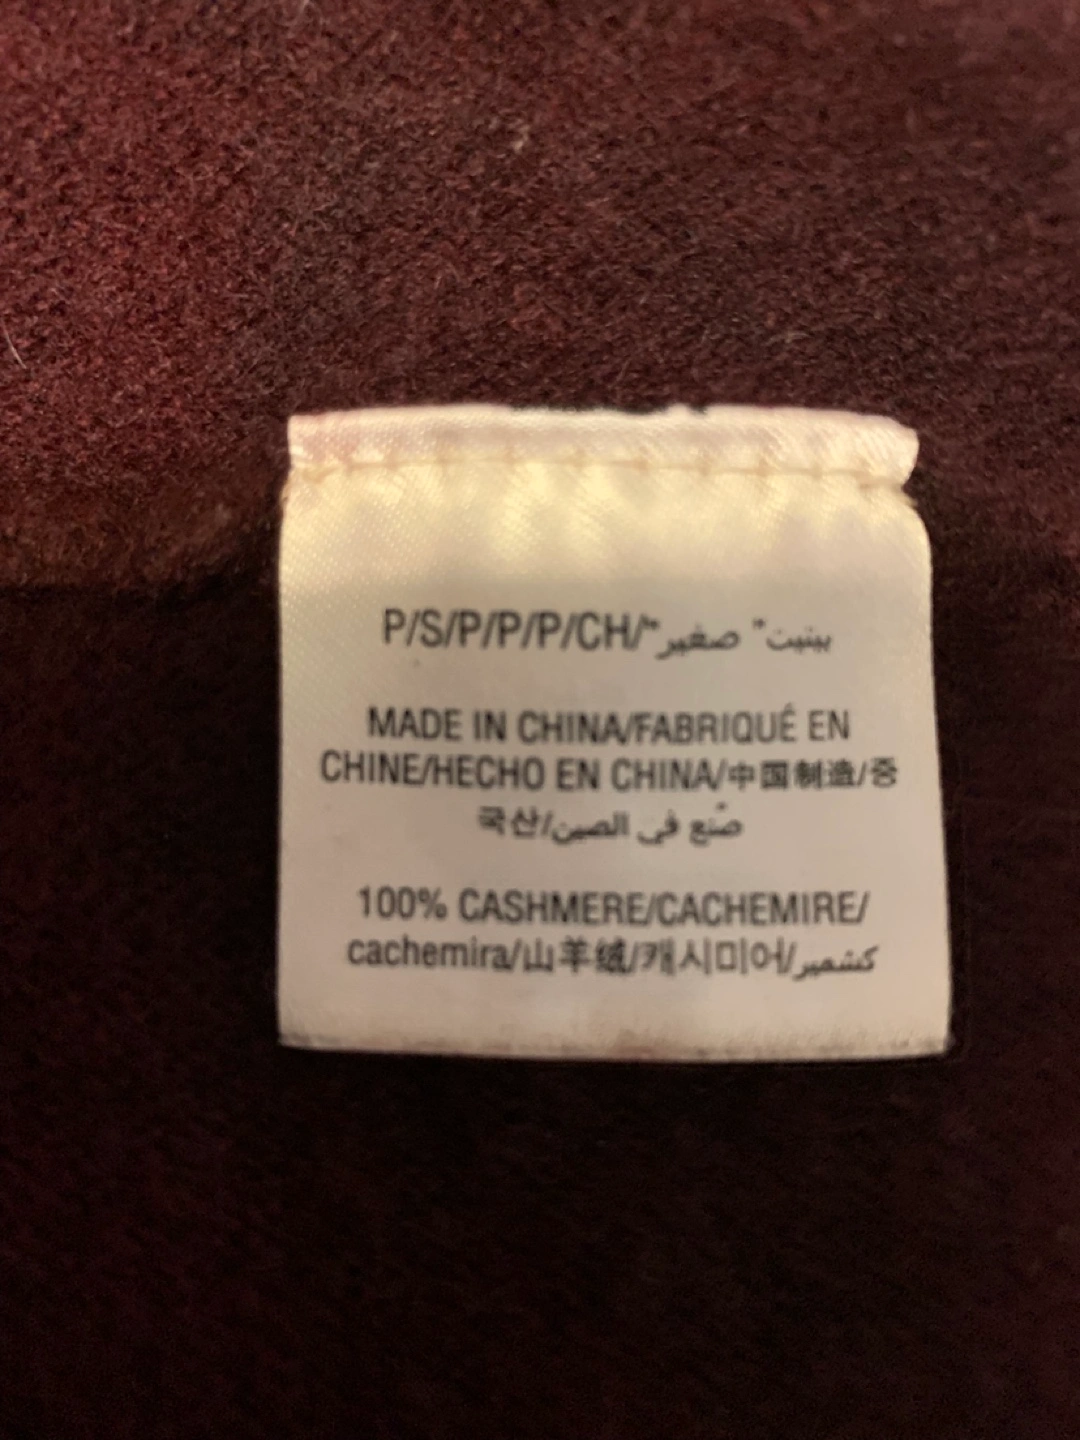 P/S/P/P/P/CH/"بيتيت" صغير
MADE IN CHINA/FABRIQUÉ EN
CHINE/HECHO EN CHINA/中国制造/중
국산/صُنع في الصين
100% CASHMERE/CACHEMIRE/
cachemira/山羊绒/캐시미어/كشمير